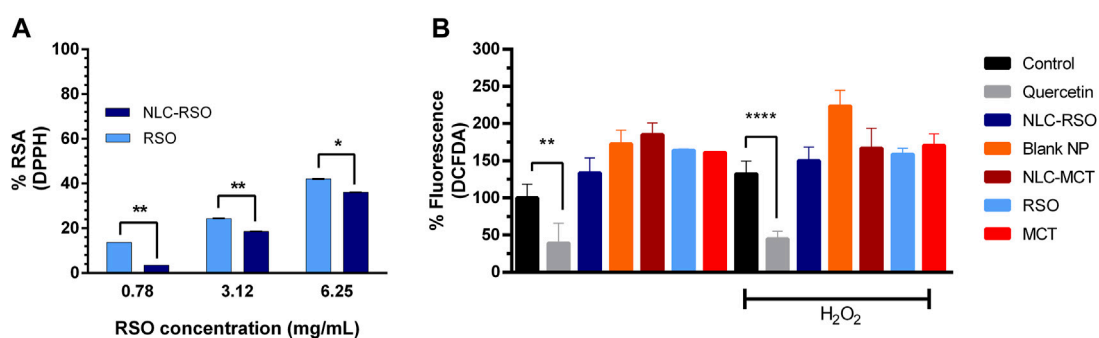 A
% RSA
(DPPH)
100
80
60
40
20
0
NLC-RSO
RSO
**
**
*
0.78 3.12 6.25
RSO concentration (mg/mL)
B
% Fluorescence
(DCFDA)
300
250
200
150
100
50
0
**
****
H₂O₂
Control
Quercetin
NLC-RSO
Blank NP
NLC-MCT
RSO
MCT